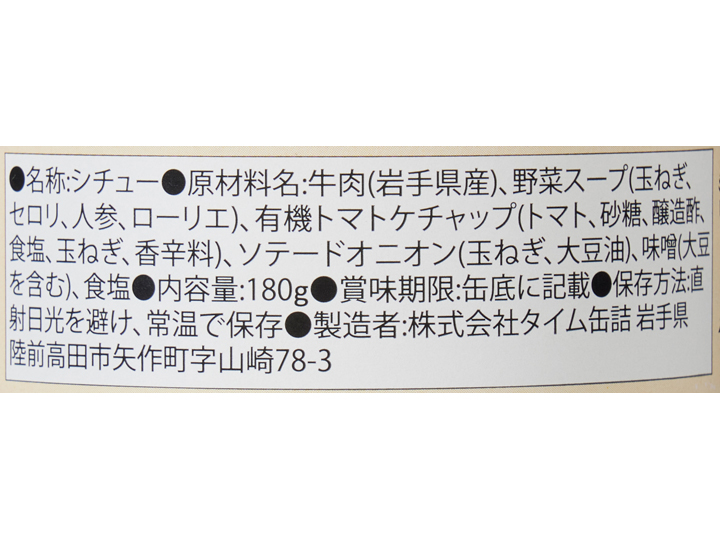 ●名称:シチュー●原材料名:牛肉(岩手県産)、野菜スープ(玉ねぎ、
セロリ、人参、ローリエ)、有機トマトケチャップ(トマト、砂糖、醸造酢、
食塩、玉ねぎ、香辛料)、ソテードオニオン(玉ねぎ、大豆油)、味噌(大豆
を含む)、食塩●内容量:180g●賞味期限:缶底に記載●保存方法:直
射日光を避け、常温で保存●製造者:株式会社タイム缶詰 岩手県
陸前高田市矢作町字山崎78-3